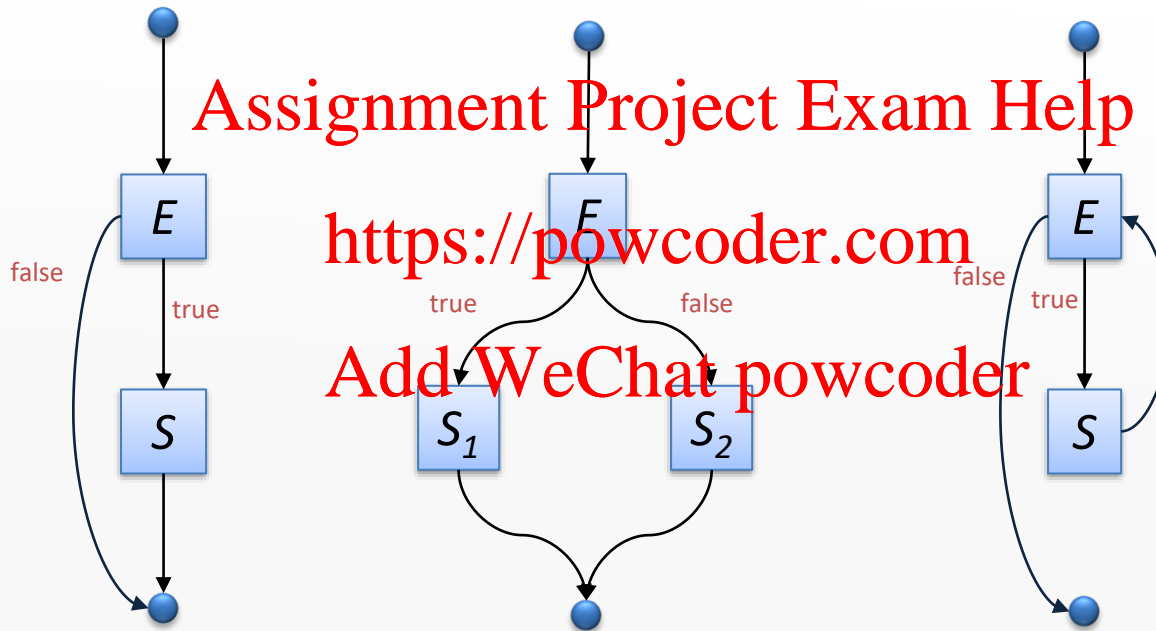 Assignment Project Exam Help
E E E
https://powcoder.com
false false
true true false true
Add WeChat powcoder
S S1 S2 S